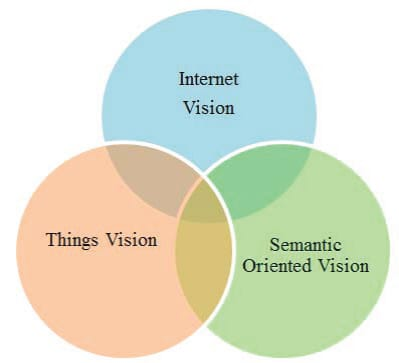 Internet
Vision
Things Vision
Semantic
Oriented Vision